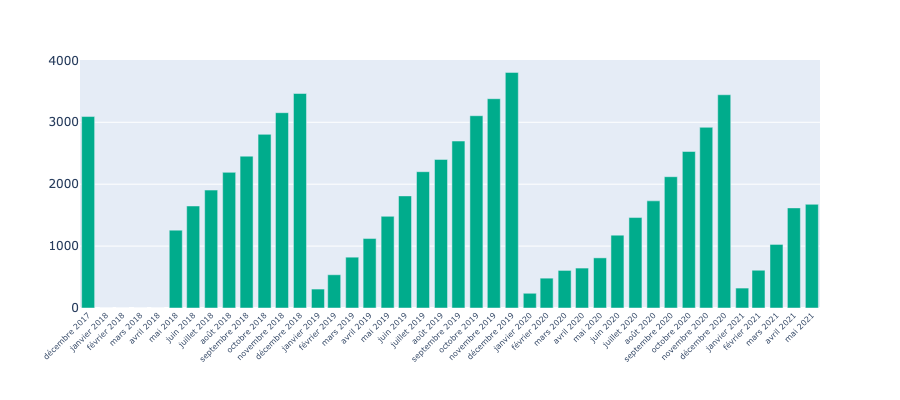 4000
3000
2000
1000
0
décembre 2017
janvier 2018
février 2018
mars 2018
avril 2018
mai 2018
juin 2018
juillet 2018
août 2018
septembre 2018
octobre 2018
novembre 2018
décembre 2018
janvier 2019
février 2019
mars 2019
avril 2019
mai 2019
juin 2019
juillet 2019
août 2019
septembre 2019
octobre 2019
novembre 2019
décembre 2019
janvier 2020
février 2020
mars 2020
avril 2020
mai 2020
juin 2020
juillet 2020
août 2020
septembre 2020
octobre 2020
novembre 2020
décembre 2020
janvier 2021
février 2021
mars 2021
avril 2021
mai 2021